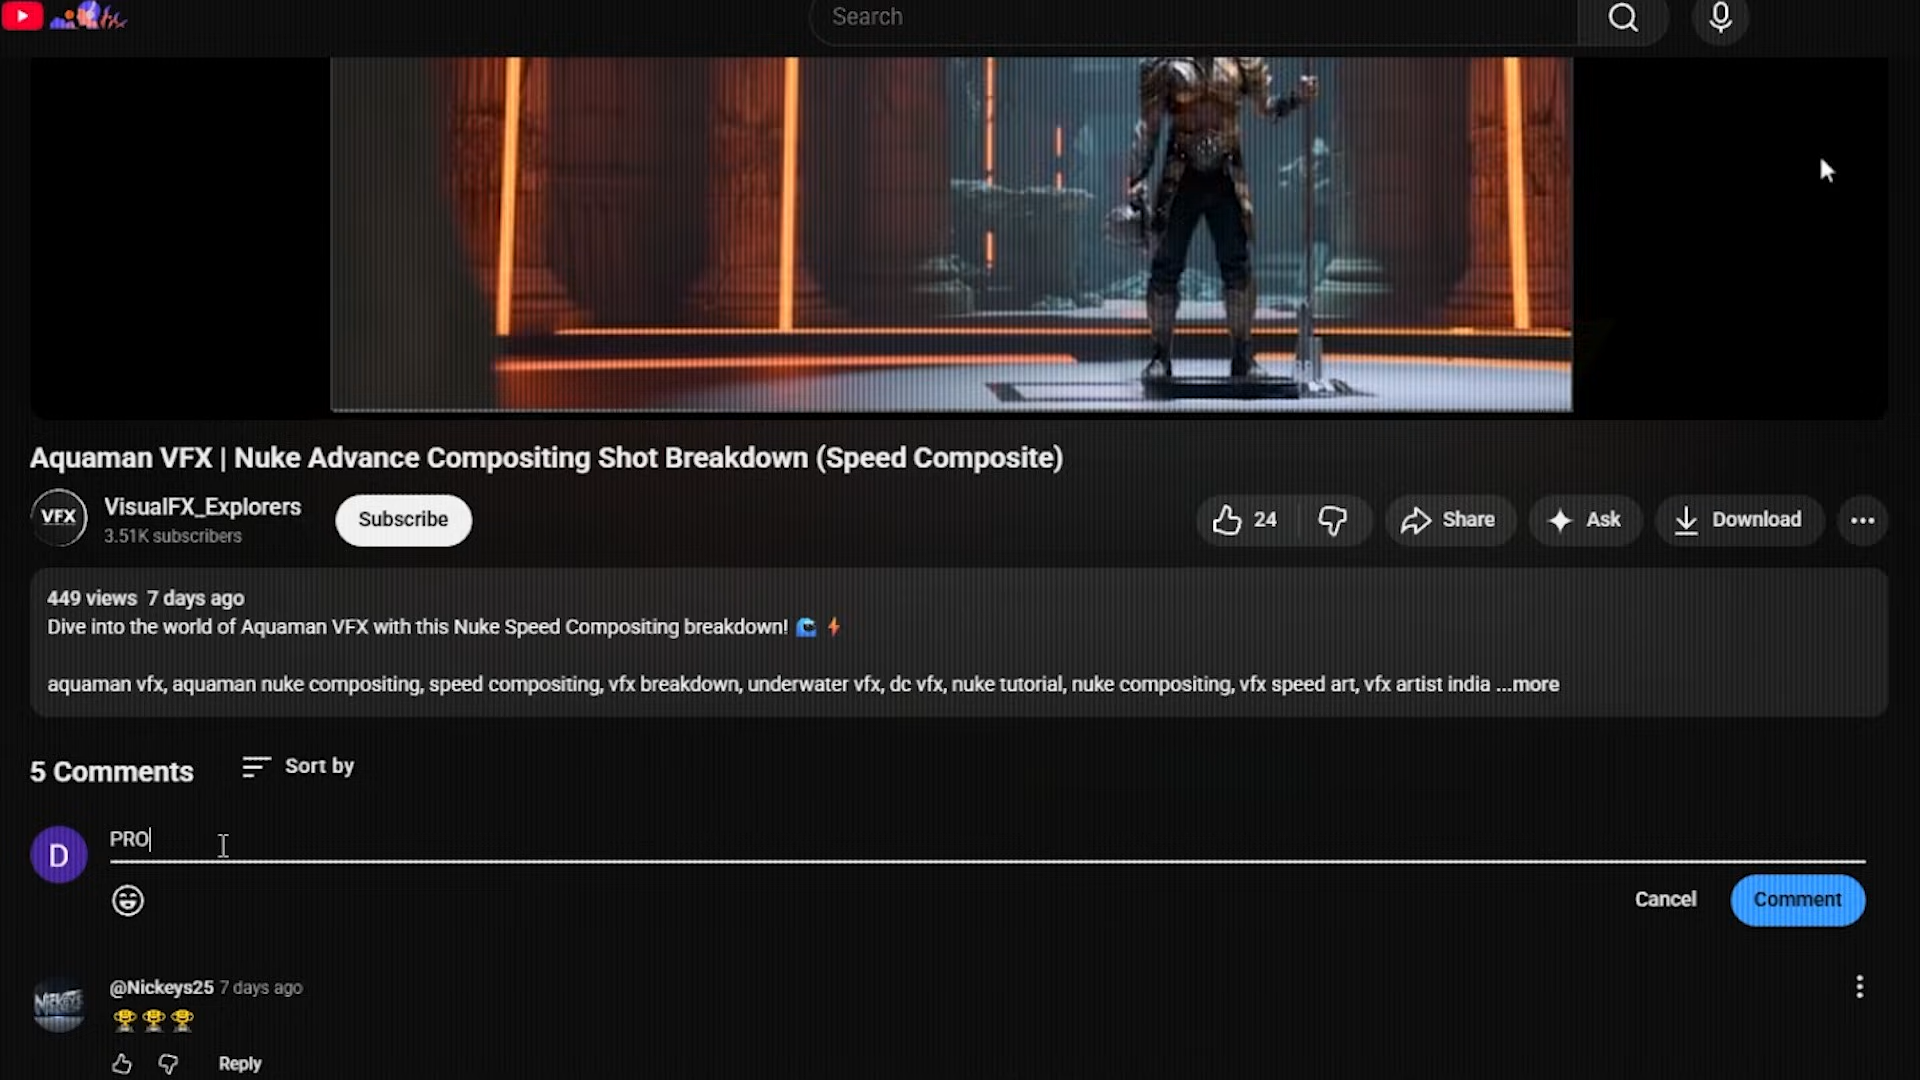 Search
Aquaman VFX | Nuke Advance Compositing Shot Breakdown (Speed Composite)
VFX
VisualFX_Explorers
3.51K subscribers
Subscribe
24
Share
Ask
Download
449 views 7 days ago
Dive into the world of Aquaman VFX with this Nuke Speed Compositing breakdown! 🌊⚡
aquaman vfx, aquaman nuke compositing, speed compositing, vfx breakdown, underwater vfx, dc vfx, nuke tutorial, nuke compositing, vfx speed art, vfx artist india ...more
5 Comments
Sort by
D
PRO
Cancel
Comment
NICKEYS
@Nickeys25 7 days ago
🏆🏆🏆
Reply